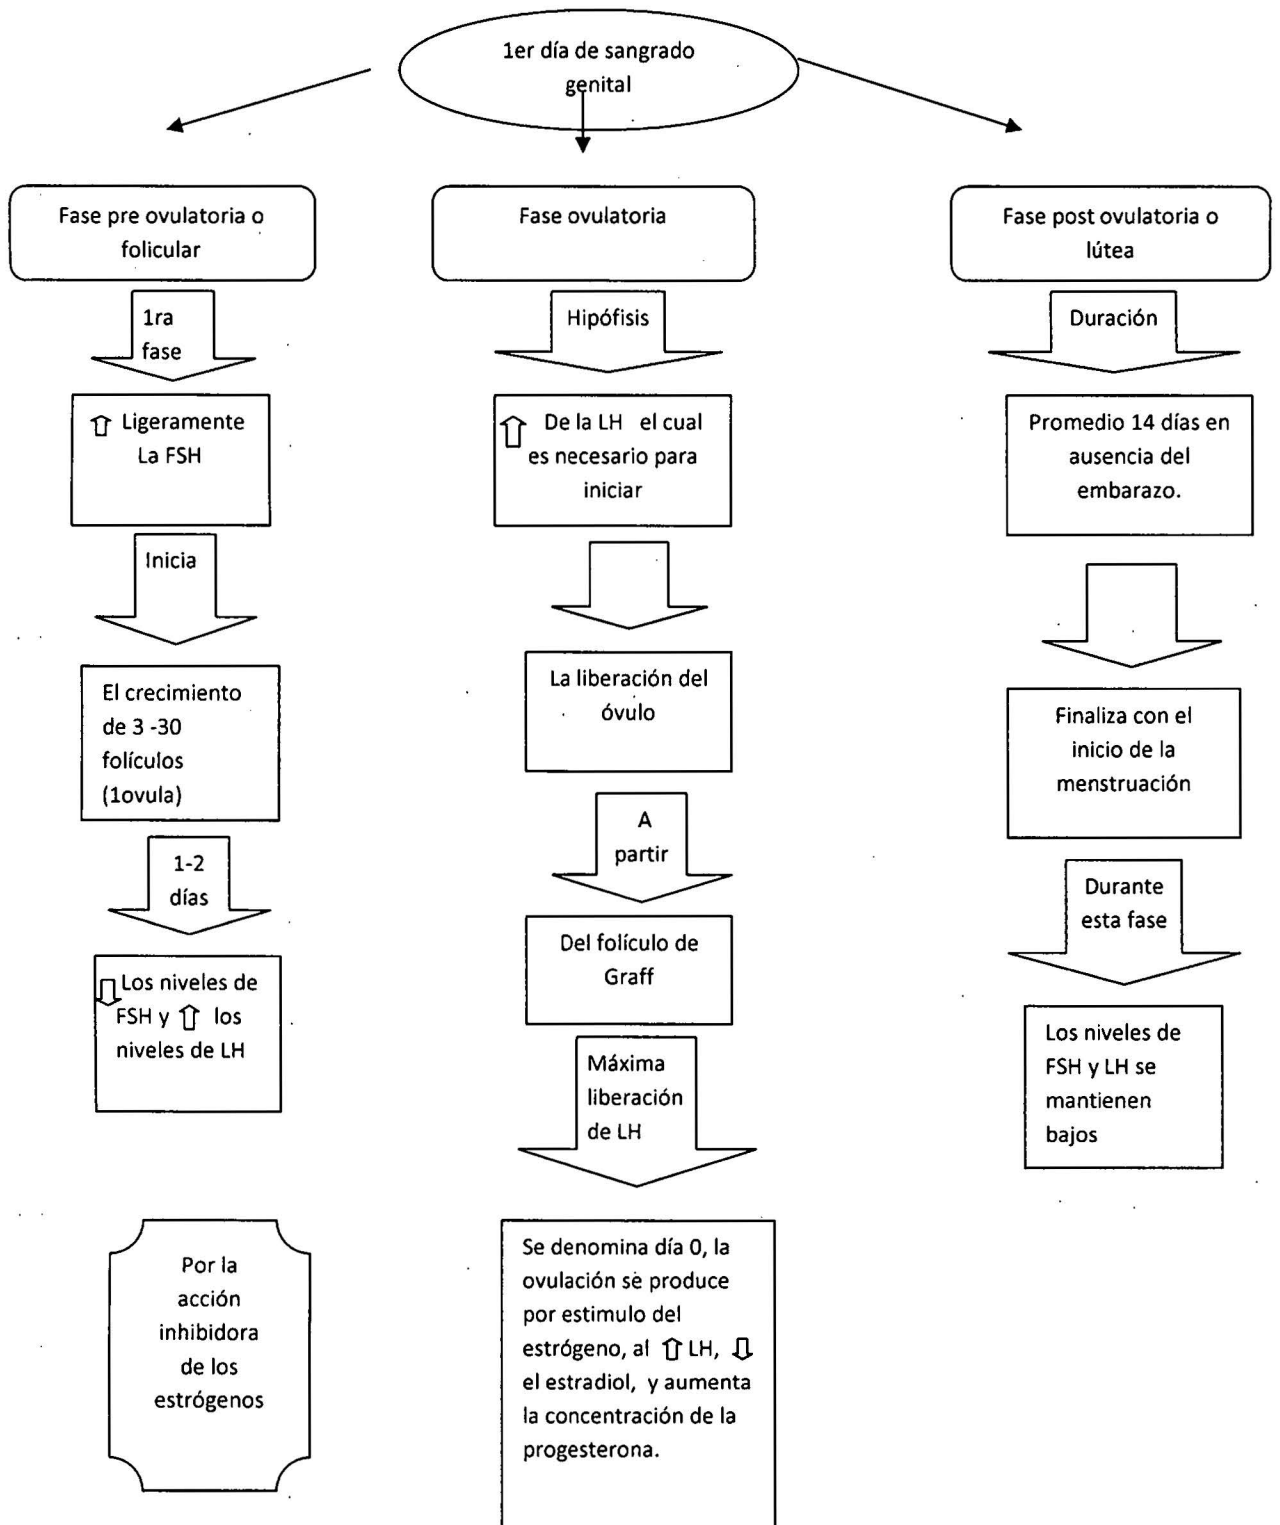 1er día de sangrado
genital
Fase pre ovulatoria o
folicular
1ra
fase
⇧ Ligeramente
La FSH
Inicia
El crecimiento
de 3 -30
folículos
(1ovula)
1-2
días
⇩ Los niveles de
FSH y ⇧ los
niveles de LH
Por la
acción
inhibidora
de los
estrógenos
Fase ovulatoria
Hipófisis
⇧ De la LH el cual
es necesario para
iniciar
La liberación del
óvulo
A
partir
Del folículo de
Graff
Máxima
liberación
de LH
Se denomina día 0, la
ovulación se produce
por estimulo del
estrógeno, al ⇧ LH, ⇩
el estradiol, y aumenta
la concentración de la
progesterona.
Fase post ovulatoria o
lútea
Duración
Promedio 14 días en
ausencia del
embarazo.
Finaliza con el
inicio de la
menstruación
Durante
esta fase
Los niveles de
FSH y LH se
mantienen
bajos